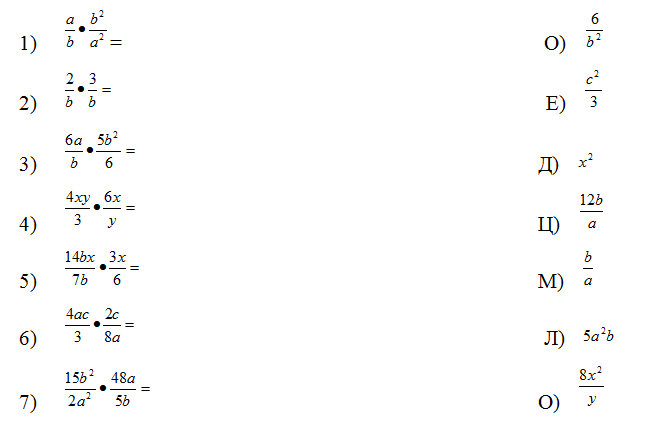 1) a/b • b²/a² = О) 6/b²
2) 2/b • 3/b = Е) c²/3
3) 6a/b • 5b²/6 = Д) x²
4) 4xy/3 • 6x/y = Ц) 12b/a
5) 14bx/7b • 3x/6 = М) b/a
6) 4ac/3 • 2c/8a = Л) 5a²b
7) 15b²/2a² • 48a/5b = О) 8x²/y